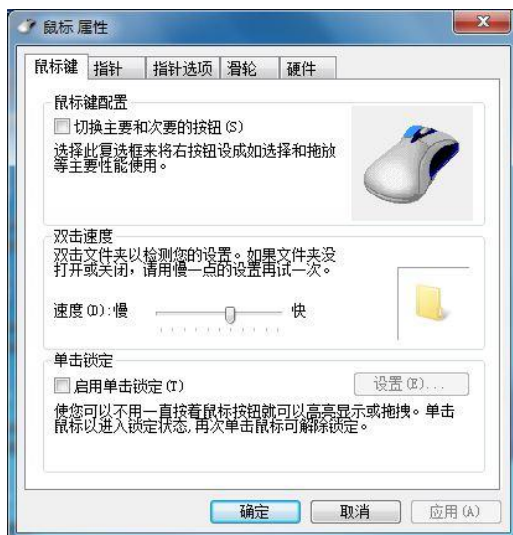 鼠标 属性
鼠标键 指针 指针选项 滑轮 硬件
鼠标键配置
切换主要和次要的按钮(S)
选择此复选框来将右按钮设成如选择和拖放
等主要性能使用。
双击速度
双击文件夹以检测您的设置。如果文件夹没
打开或关闭，请用慢一点的设置再试一次。
速度(D):慢 快
单击锁定
启用单击锁定(T) 设置(E)...
使您可以不用一直按着鼠标按钮就可以高亮显示或拖拽。单击
鼠标以进入锁定状态,再次单击鼠标可解除锁定。
确定 取消 应用(A)